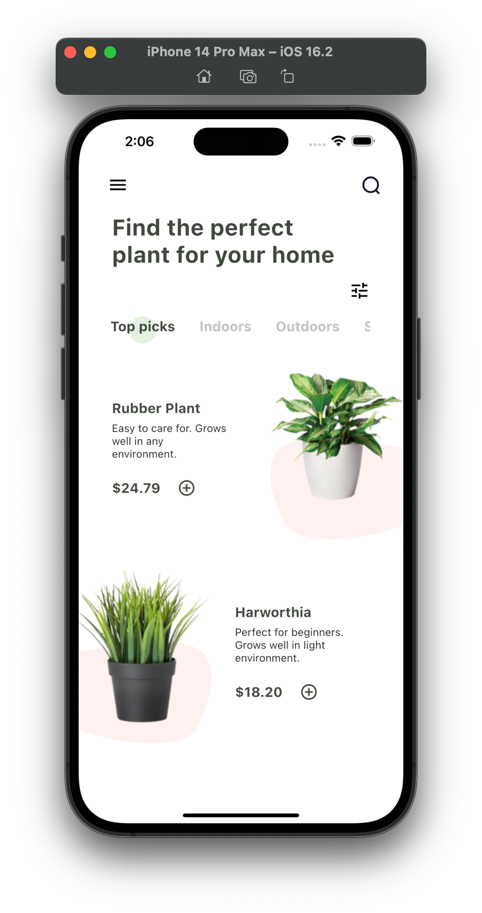 iPhone 14 Pro Max – iOS 16.2
2:06
Find the perfect
plant for your home
Top picks Indoors Outdoors
Rubber Plant
Easy to care for. Grows
well in any
environment.
$24.79
Harworthia
Perfect for beginners.
Grows well in light
environment.
$18.20